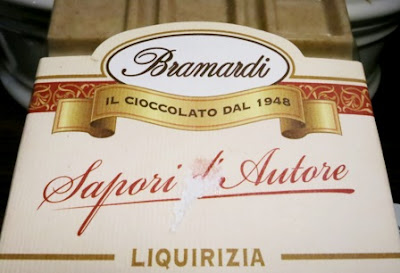 Bramardi
IL CIOCCOLATO DAL 1948
Sapori d'Autore
LIQUIRIZIA